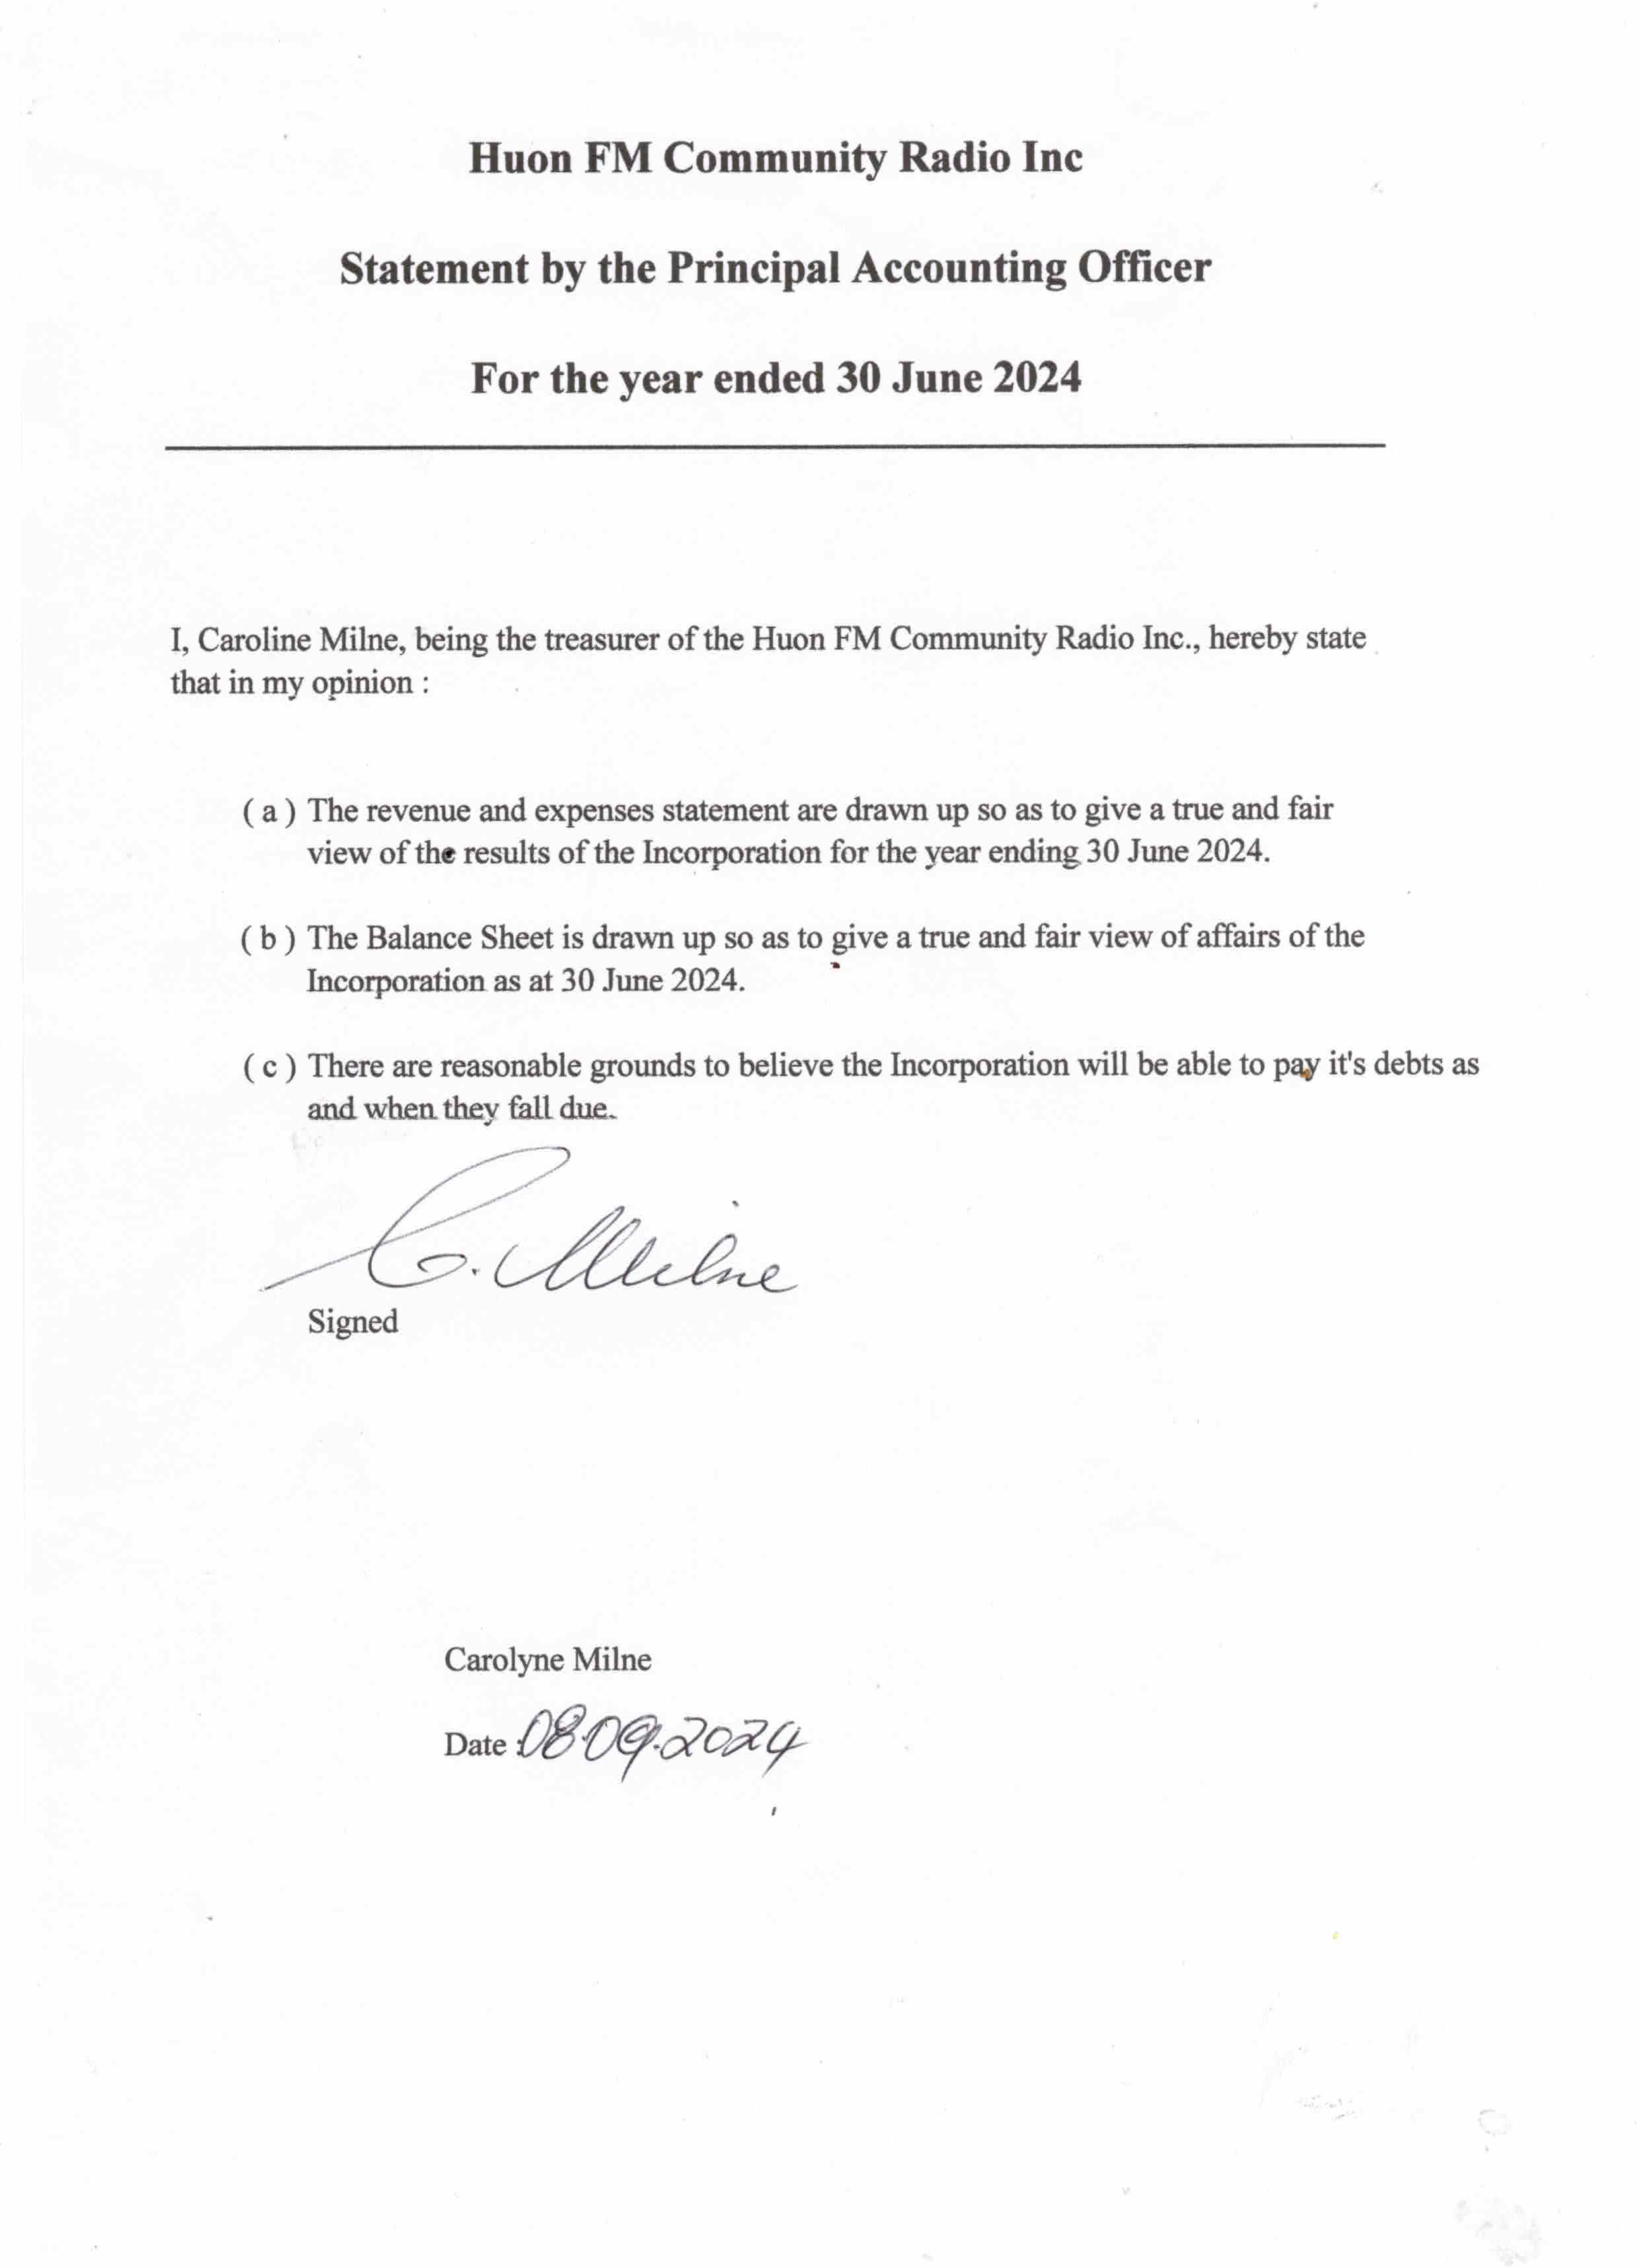 Huon FM Community Radio Inc
Statement by the Principal Accounting Officer
For the year ended 30 June 2024
I, Caroline Milne, being the treasurer of the Huon FM Community Radio Inc., hereby state
that in my opinion :
( a ) The revenue and expenses statement are drawn up so as to give a true and fair
view of the results of the Incorporation for the year ending 30 June 2024.
( b ) The Balance Sheet is drawn up so as to give a true and fair view of affairs of the
Incorporation as at 30 June 2024.
( c ) There are reasonable grounds to believe the Incorporation will be able to pay it's debts as
and when they fall due.
C. Milne
Signed
Carolyne Milne
Date : 08.09.2024